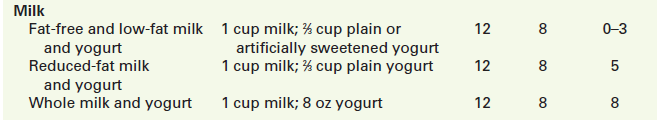 Milk
Fat-free and low-fat milk 1 cup milk; ⅔ cup plain or 12 8 0–3
and yogurt artificially sweetened yogurt
Reduced-fat milk 1 cup milk; ⅔ cup plain yogurt 12 8 5
and yogurt
Whole milk and yogurt 1 cup milk; 8 oz yogurt 12 8 8